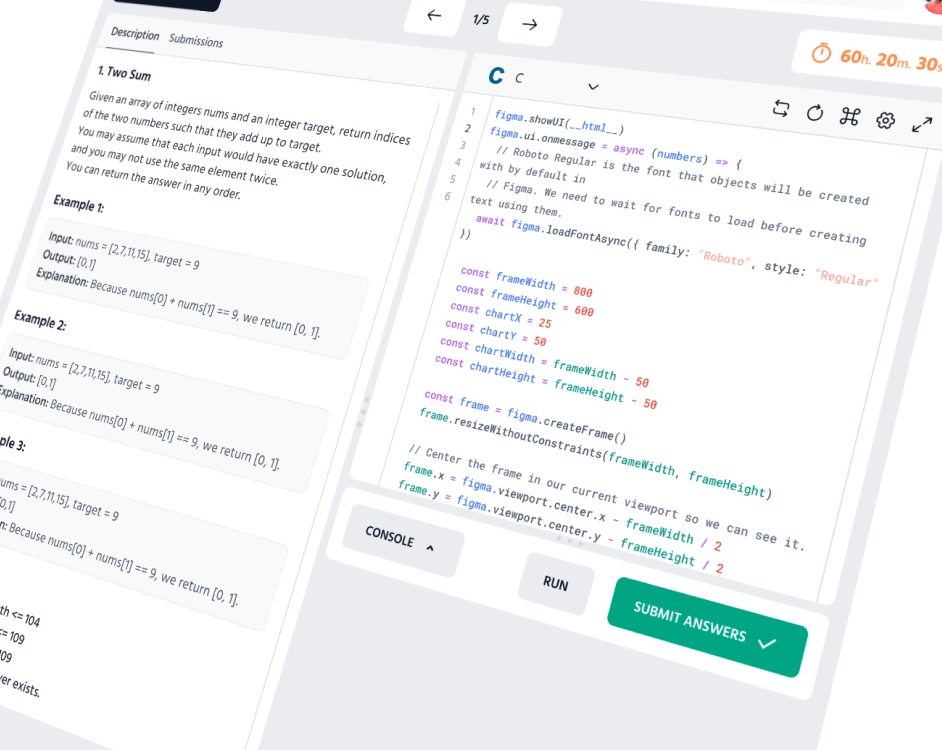 1/5
60h. 20m. 30s
Description Submissions
1. Two Sum
Given an array of integers nums and an integer target, return indices
of the two numbers such that they add up to target.
You may assume that each input would have exactly one solution,
and you may not use the same element twice.
You can return the answer in any order.
Example 1:
Input: nums = [2,7,11,15], target = 9
Output: [0,1]
Explanation: Because nums[0] + nums[1] == 9, we return [0, 1].
Example 2:
Input: nums = [2,7,11,15], target = 9
Output: [0,1]
Explanation: Because nums[0] + nums[1] == 9, we return [0, 1].
ple 3:
nums = [2,7,11,15], target = 9
[0,1]
n: Because nums[0] + nums[1] == 9, we return [0, 1].
th <= 104
<= 109
09
ver exists.
C C
1
2
3
4
5
6
figma.showUI(__html__)
figma.ui.onmessage = async (numbers) => {
// Roboto Regular is the font that objects will be created
with by default in
// Figma. We need to wait for fonts to load before creating
text using them.
await figma.loadFontAsync({ family: "Roboto", style: "Regular"
})
const frameWidth = 800
const frameHeight = 600
const chartX = 25
const chartY = 50
const chartWidth = frameWidth - 50
const chartHeight = frameHeight - 50
const frame = figma.createFrame()
frame.resizeWithoutConstraints(frameWidth, frameHeight)
// Center the frame in our current viewport so we can see it.
frame.x = figma.viewport.center.x - frameWidth / 2
frame.y = figma.viewport.center.y - frameHeight / 2
CONSOLE
RUN
SUBMIT ANSWERS